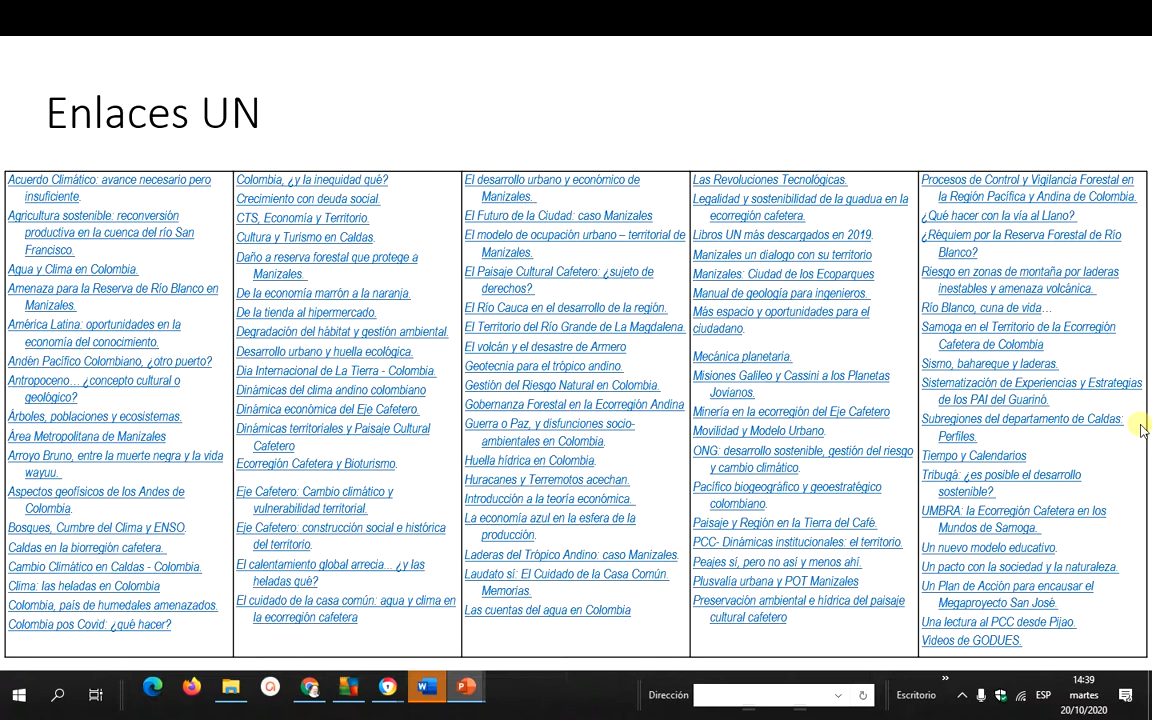 Enlaces UN
Acuerdo Climático: avance necesario pero
insuficiente.
Agricultura sostenible: reconversión
productiva en la cuenca del río San
Francisco.
Agua y Clima en Colombia.
Amenaza para la Reserva de Río Blanco en
Manizales.
América Latina: oportunidades en la
economía del conocimiento.
Andén Pacífico Colombiano, ¿otro puerto?
Antropoceno… ¿concepto cultural o
geológico?
Árboles, poblaciones y ecosistemas.
Área Metropolitana de Manizales
Arroyo Bruno, entre la muerte negra y la vida
wayuu.
Aspectos geofísicos de los Andes de
Colombia.
Bosques, Cumbre del Clima y ENSO.
Caldas en la biorregión cafetera.
Cambio Climático en Caldas - Colombia.
Clima: las heladas en Colombia
Colombia, país de humedales amenazados.
Colombia pos Covid: ¿qué hacer?
Colombia, ¿y la inequidad qué?
Crecimiento con deuda social.
CTS, Economía y Territorio.
Cultura y Turismo en Caldas.
Daño a reserva forestal que protege a
Manizales.
De la economía marrón a la naranja.
De la tienda al hipermercado.
Degradación del hábitat y gestión ambiental.
Desarrollo urbano y huella ecológica.
Dia Internacional de La Tierra - Colombia.
Dinámicas del clima andino colombiano
Dinámica económica del Eje Cafetero.
Dinámicas territoriales y Paisaje Cultural
Cafetero
Ecorregión Cafetera y Bioturismo.
Eje Cafetero: Cambio climático y
vulnerabilidad territorial.
Eje Cafetero: construcción social e histórica
del territorio.
El calentamiento global arrecia… ¿y las
heladas qué?
El cuidado de la casa común: agua y clima en
la ecorregión cafetera
El desarrollo urbano y económico de
Manizales.
El Futuro de la Ciudad: caso Manizales
El modelo de ocupación urbano – territorial de
Manizales.
El Paisaje Cultural Cafetero: ¿sujeto de
derechos?
El Río Cauca en el desarrollo de la región.
El Territorio del Río Grande de La Magdalena.
El volcán y el desastre de Armero
Geotecnia para el trópico andino.
Gestión del Riesgo Natural en Colombia.
Gobernanza Forestal en la Ecorregión Andina
Guerra o Paz, y disfunciones socio-
ambientales en Colombia.
Huella hídrica en Colombia.
Huracanes y Terremotos acechan.
Introducción a la teoría económica.
La economía azul en la esfera de la
producción.
Laderas del Trópico Andino: caso Manizales.
Laudato sí: El Cuidado de la Casa Común.
Memorias.
Las cuentas del agua en Colombia
Las Revoluciones Tecnológicas.
Legalidad y sostenibilidad de la guadua en la
ecorregión cafetera.
Libros UN más descargados en 2019.
Manizales un dialogo con su territorio
Manizales: Ciudad de los Ecoparques
Manual de geología para ingenieros.
Más espacio y oportunidades para el
ciudadano.
Mecánica planetaria.
Misiones Galileo y Cassini a los Planetas
Jovianos.
Minería en la ecorregión del Eje Cafetero
Movilidad y Modelo Urbano.
ONG: desarrollo sostenible, gestión del riesgo
y cambio climático.
Pacífico biogeográfico y geoestratégico
colombiano.
Paisaje y Región en la Tierra del Café.
PCC- Dinámicas institucionales: el territorio.
Peajes sí, pero no así y menos ahí.
Plusvalía urbana y POT Manizales
Preservación ambiental e hídrica del paisaje
cultural cafetero
Procesos de Control y Vigilancia Forestal en
la Región Pacífica y Andina de Colombia.
¿Qué hacer con la vía al Llano?
¿Réquiem por la Reserva Forestal de Río
Blanco?
Riesgo en zonas de montaña por laderas
inestables y amenaza volcánica.
Río Blanco, cuna de vida…
Samoga en el Territorio de la Ecorregión
Cafetera de Colombia
Sismo, bahareque y laderas.
Sistematización de Experiencias y Estrategias
de los PAI del Guarinó.
Subregiones del departamento de Caldas:
Perfiles.
Tiempo y Calendarios
Tribugá: ¿es posible el desarrollo
sostenible?
UMBRA: la Ecorregión Cafetera en los
Mundos de Samoga.
Un nuevo modelo educativo.
Un pacto con la sociedad y la naturaleza.
Un Plan de Acción para encausar el
Megaproyecto San José.
Una lectura al PCC desde Pijao.
Videos de GODUES.
Dirección
Escritorio
»
ESP
14:39
martes
20/10/2020